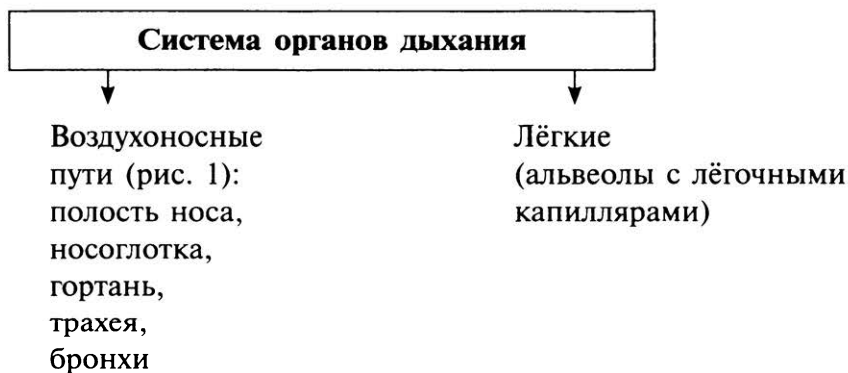 Система органов дыхания
Воздухоносные
пути (рис. 1):
полость носа,
носоглотка,
гортань,
трахея,
бронхи
Лёгкие
(альвеолы с лёгочными
капиллярами)